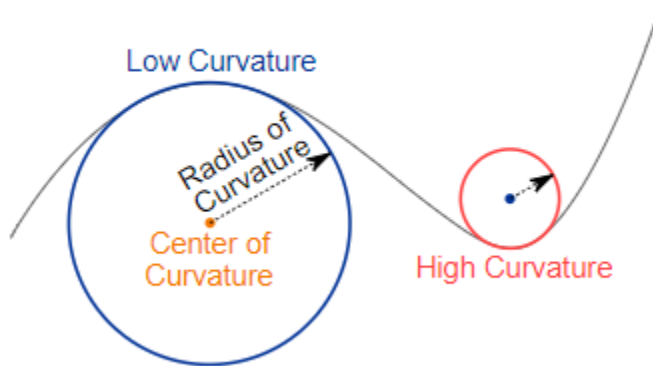 Low Curvature
Radius of
Curvature
Center of
Curvature
High Curvature